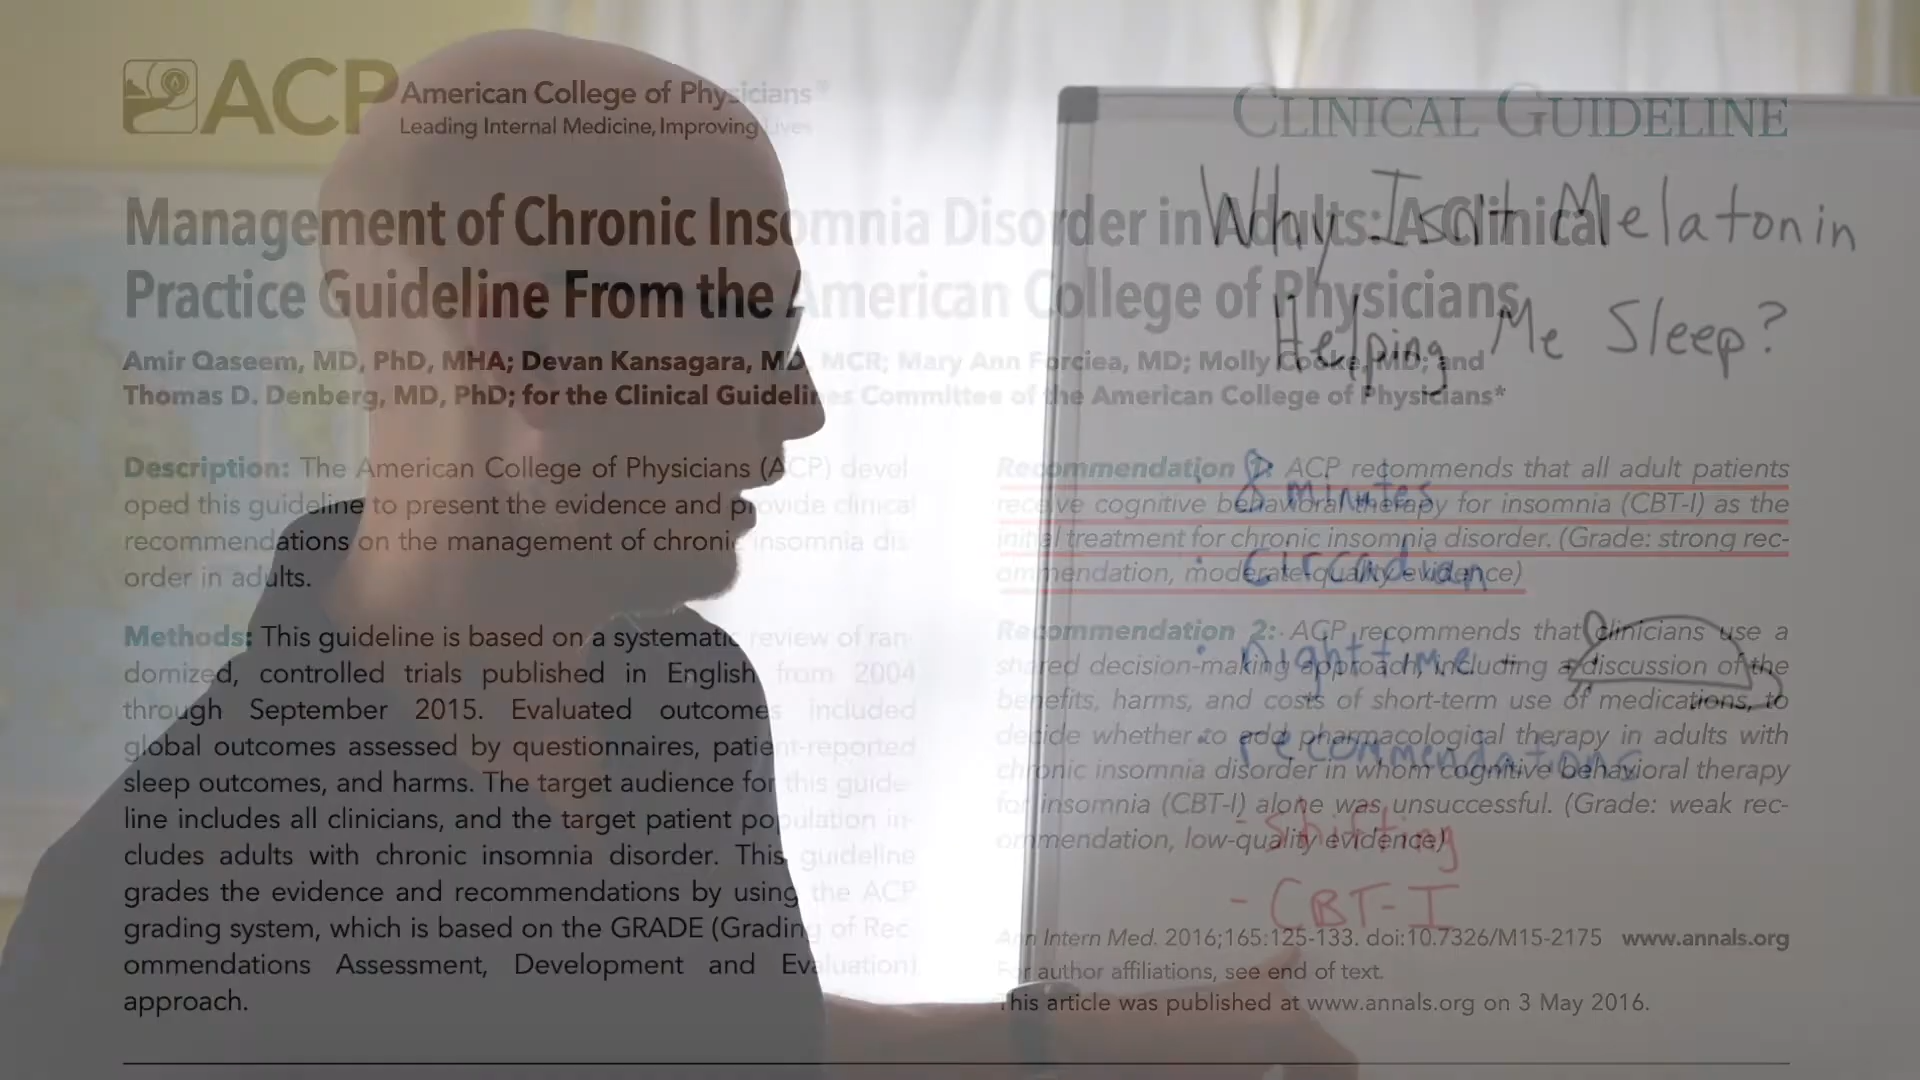 ACP American College of Physicians®
Leading Internal Medicine, Improving Lives
CLINICAL GUIDELINE
Management of Chronic Insomnia Disorder in Adults: A Clinical
Practice Guideline From the American College of Physicians
Amir Qaseem, MD, PhD, MHA; Devan Kansagara, MD, MCR; Mary Ann Forciea, MD; Molly Cooke, MD; and
Thomas D. Denberg, MD, PhD; for the Clinical Guidelines Committee of the American College of Physicians*
Description: The American College of Physicians (ACP) devel-
oped this guideline to present the evidence and provide clinical
recommendations on the management of chronic insomnia dis-
order in adults.
Methods: This guideline is based on a systematic review of ran-
domized, controlled trials published in English from 2004
through September 2015. Evaluated outcomes included
global outcomes assessed by questionnaires, patient-reported
sleep outcomes, and harms. The target audience for this guide-
line includes all clinicians, and the target patient population in-
cludes adults with chronic insomnia disorder. This guideline
grades the evidence and recommendations by using the ACP
grading system, which is based on the GRADE (Grading of Rec-
ommendations Assessment, Development and Evaluation)
approach.
Recommendation 1: ACP recommends that all adult patients
receive cognitive behavioral therapy for insomnia (CBT-I) as the
initial treatment for chronic insomnia disorder. (Grade: strong rec-
ommendation, moderate-quality evidence)
Recommendation 2: ACP recommends that clinicians use a
shared decision-making approach, including a discussion of the
benefits, harms, and costs of short-term use of medications, to
decide whether to add pharmacological therapy in adults with
chronic insomnia disorder in whom cognitive behavioral therapy
for insomnia (CBT-I) alone was unsuccessful. (Grade: weak rec-
ommendation, low-quality evidence)
Ann Intern Med. 2016;165:125-133. doi:10.7326/M15-2175 www.annals.org
For author affiliations, see end of text.
This article was published at www.annals.org on 3 May 2016.
Why Isn't Melatonin
Helping Me Sleep?
· 8 minutes
· circadian
· nighttime -
· recommendations
- Shifting
- CBT-I